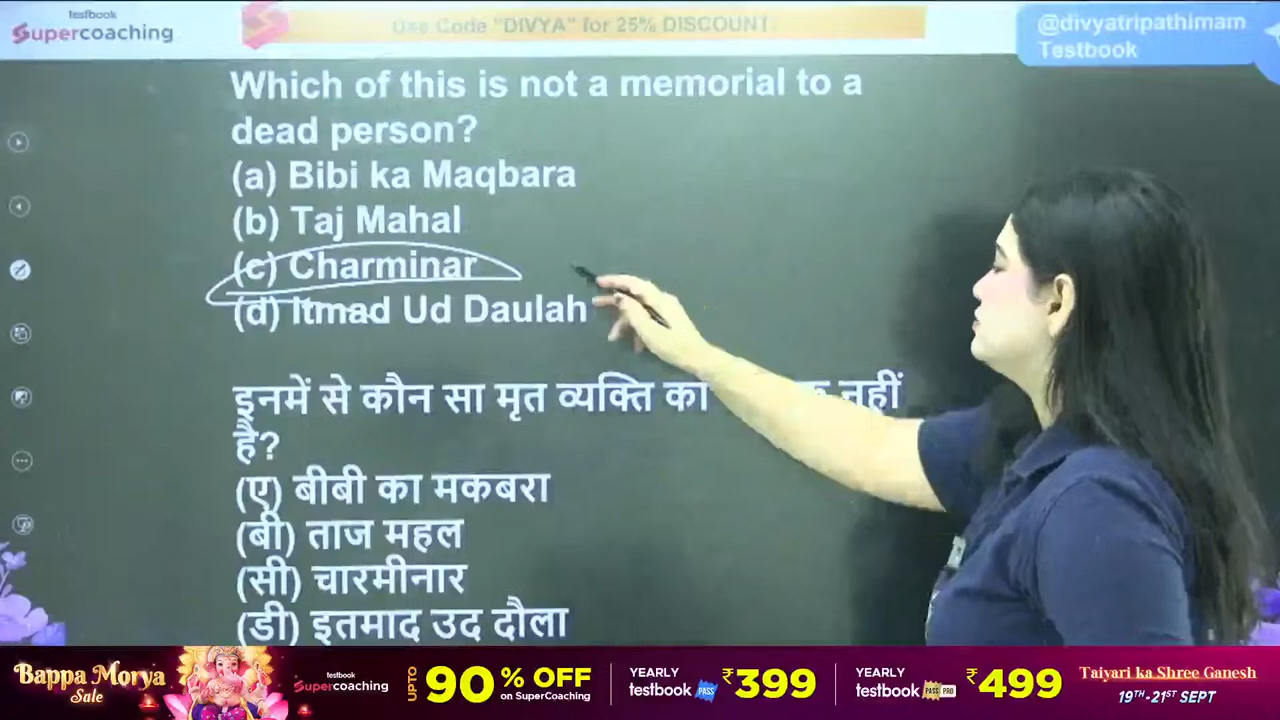 testbook
Supercoaching
Use Code "DIVYA" for 25% DISCOUNT.
@divyatripathimam
Testbook
Which of this is not a memorial to a
dead person?
(a) Bibi ka Maqbara
(b) Taj Mahal
(c) Charminar
(d) Itmad Ud Daulah
इनमें से कौन सा मृत व्यक्ति का नहीं
है?
(ए) बीबी का मकबरा
(बी) ताज महल
(सी) चारमीनार
(डी) इतमाद उद दौला
Bappa Morya
Sale
testbook
Supercoaching
UPTO 90% OFF
on SuperCoaching
YEARLY
testbook PASS
₹399
YEARLY
testbook PASS PRO
₹499
Taiyari ka Shree Ganesh
19TH-21ST SEPT